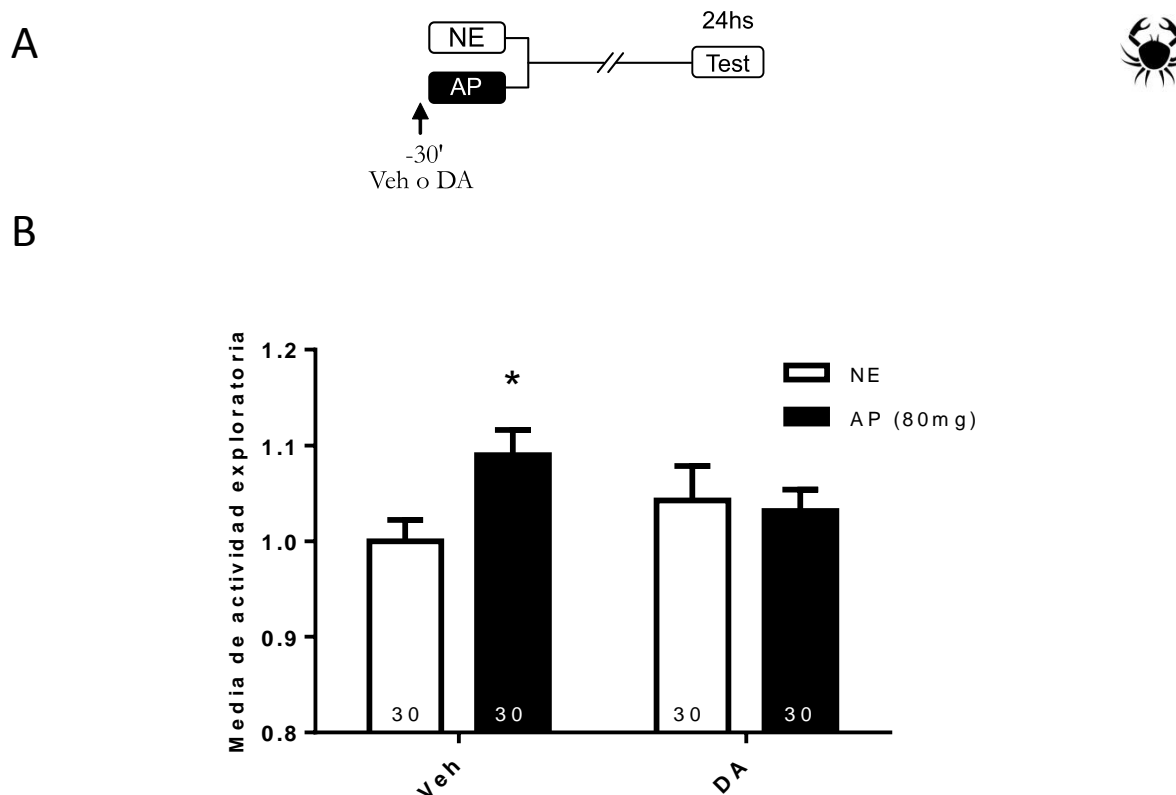 A
NE
AP
24hs
Test
-30'
Veh o DA
B
Media de actividad exploratoria
1.2
1.1
1.0
0.9
0.8
*
NE
AP (80mg)
30
30
30
30
Veh
DA